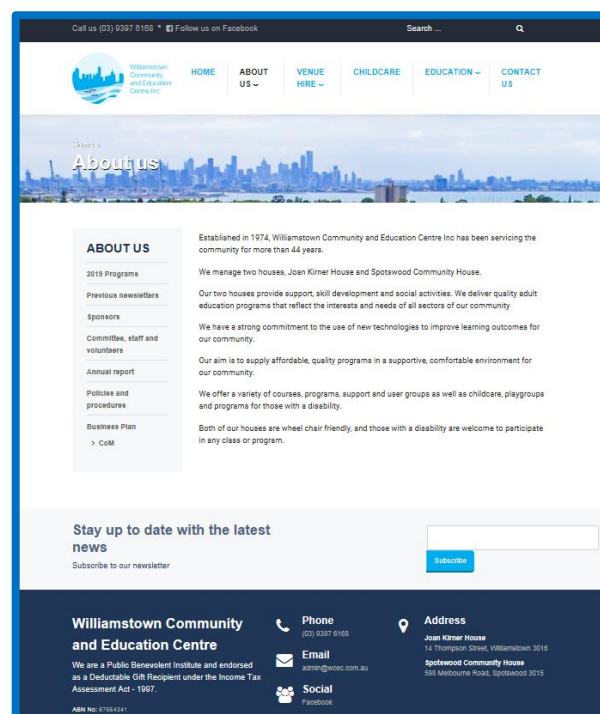 Call us (03) 9397 6168 * Follow us on Facebook
Search ...
Williamstown
Community
and Education
Centre Inc
HOME
ABOUT
US
VENUE
HIRE
CHILDCARE
EDUCATION
CONTACT
US
Home »
About us
ABOUT US
2019 Programs
Previous newsletters
Sponsors
Committee, staff and
volunteers
Annual report
Policies and
procedures
Business Plan
> CoM
Established in 1974, Williamstown Community and Education Centre Inc has been servicing the
community for more than 44 years.
We manage two houses, Joan Kirner House and Spotswood Community House.
Our two houses provide support, skill development and social activities. We deliver quality adult
education programs that reflect the interests and needs of all sectors of our community
We have a strong commitment to the use of new technologies to improve learning outcomes for
our community.
Our aim is to supply affordable, quality programs in a supportive, comfortable environment for
our community.
We offer a variety of courses, programs, support and user groups as well as childcare, playgroups
and programs for those with a disability.
Both of our houses are wheel chair friendly, and those with a disability are welcome to participate
in any class or program.
Stay up to date with the latest
news
Subscribe to our newsletter
Subscribe
Williamstown Community
and Education Centre
We are a Public Benevolent Institute and endorsed
as a Deductable Gift Recipient under the Income Tax
Assessment Act - 1997.
ABN No: 67984341
Phone
(03) 9397 6168
Email
admin@wcec.com.au
Social
Facebook
Address
Joan Kirner House
14 Thompson Street, Williamstown 3016
Spotswood Community House
598 Melbourne Road, Spotswood 3015